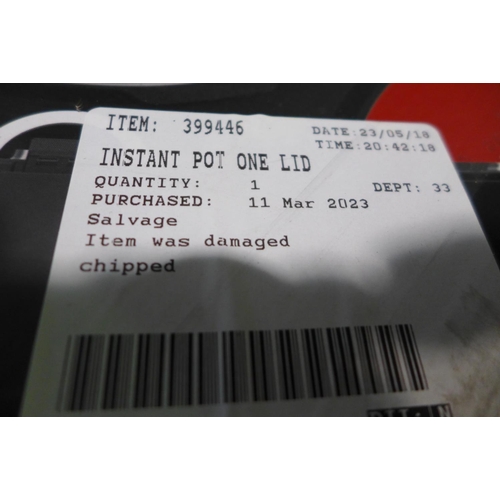 ITEM: 399446 DATE:23/05/18
TIME:20:42:18
INSTANT POT ONE LID
QUANTITY: 1 DEPT: 33
PURCHASED: 11 Mar 2023
Salvage
Item was damaged
chipped